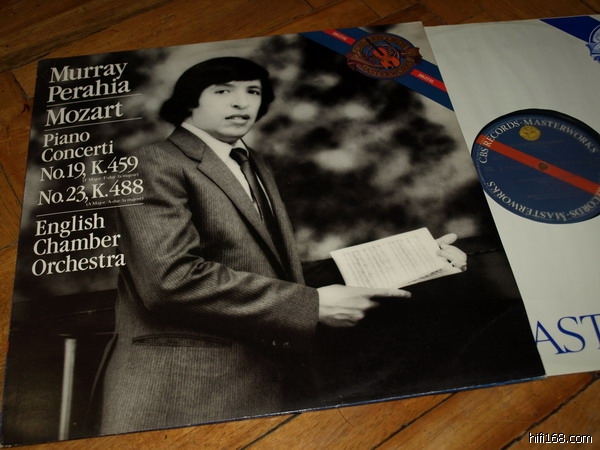 Murray
Perahia
Mozart
Piano
Concerti
No.19, K.459
No.23, K.488
English
Chamber
Orchestra
CBS RECORDS·MASTERWORKS
RECORDS·MASTERWORKS
AST
hifi168.com